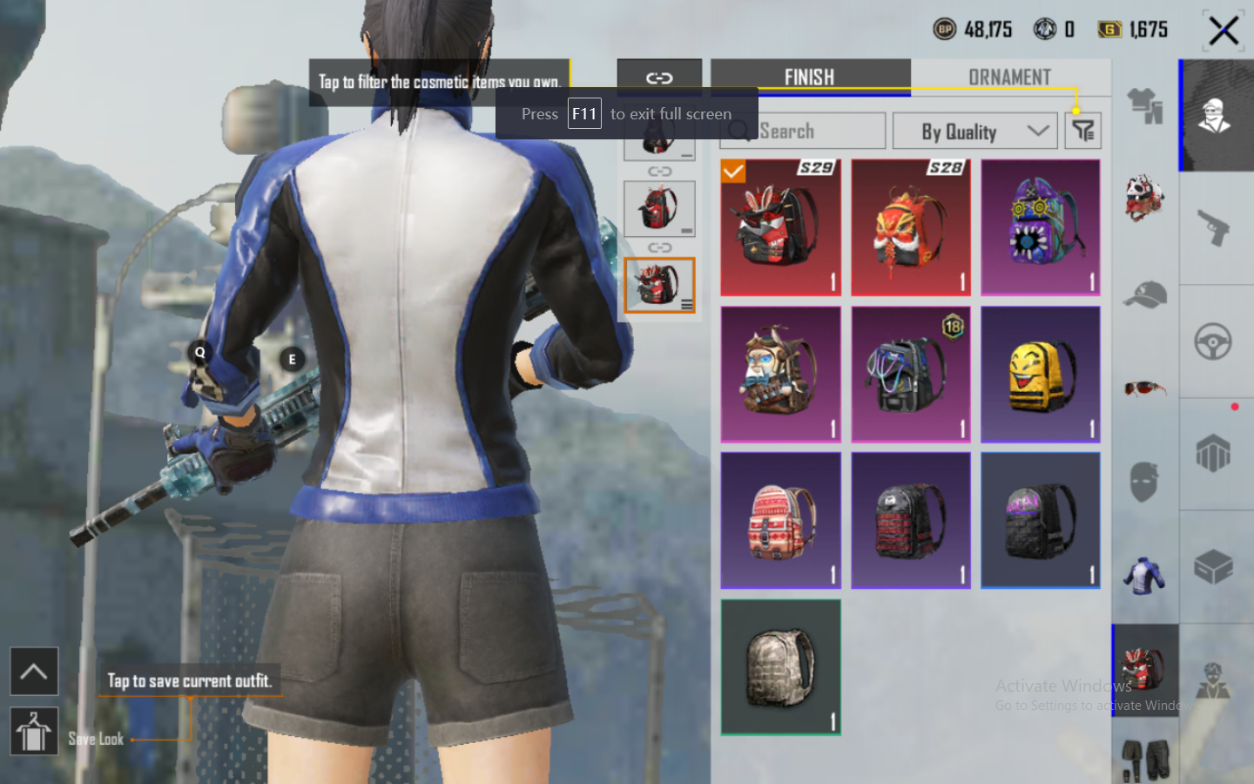 BP 48,175 0 G 1,675
Tap to filter the cosmetic items you own.
FINISH
ORNAMENT
Press F11 to exit full screen
Search
By Quality
S29
S28
1
1
1
Q
E
1
18
1
1
1
1
1
1
Tap to save current outfit.
Save Look
Activate Windows
Go to Settings to activate Windo